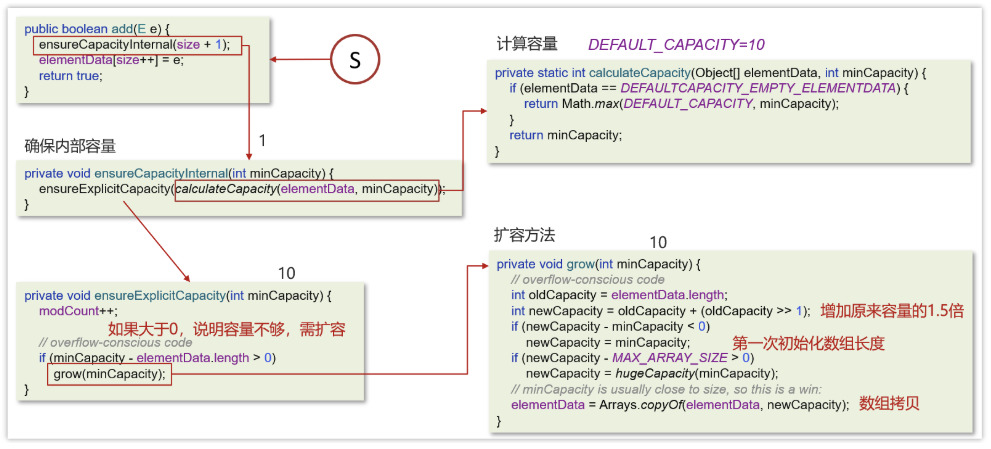 public boolean add(E e) {
ensureCapacityInternal(size + 1);
elementData[size++] = e;
return true;
}
S
计算容量 DEFAULT_CAPACITY=10
private static int calculateCapacity(Object[] elementData, int minCapacity) {
if (elementData == DEFAULTCAPACITY_EMPTY_ELEMENTDATA) {
return Math.max(DEFAULT_CAPACITY, minCapacity);
}
return minCapacity;
}
1
确保内部容量
private void ensureCapacityInternal(int minCapacity) {
ensureExplicitCapacity(calculateCapacity(elementData, minCapacity));
}
10
private void ensureExplicitCapacity(int minCapacity) {
modCount++;
如果大于0，说明容量不够，需扩容
// overflow-conscious code
if (minCapacity - elementData.length > 0)
grow(minCapacity);
}
扩容方法
10
private void grow(int minCapacity) {
// overflow-conscious code
int oldCapacity = elementData.length;
int newCapacity = oldCapacity + (oldCapacity >> 1); 增加原来容量的1.5倍
if (newCapacity - minCapacity < 0)
newCapacity = minCapacity; 第一次初始化数组长度
if (newCapacity - MAX_ARRAY_SIZE > 0)
newCapacity = hugeCapacity(minCapacity);
// minCapacity is usually close to size, so this is a win:
elementData = Arrays.copyOf(elementData, newCapacity); 数组拷贝
}